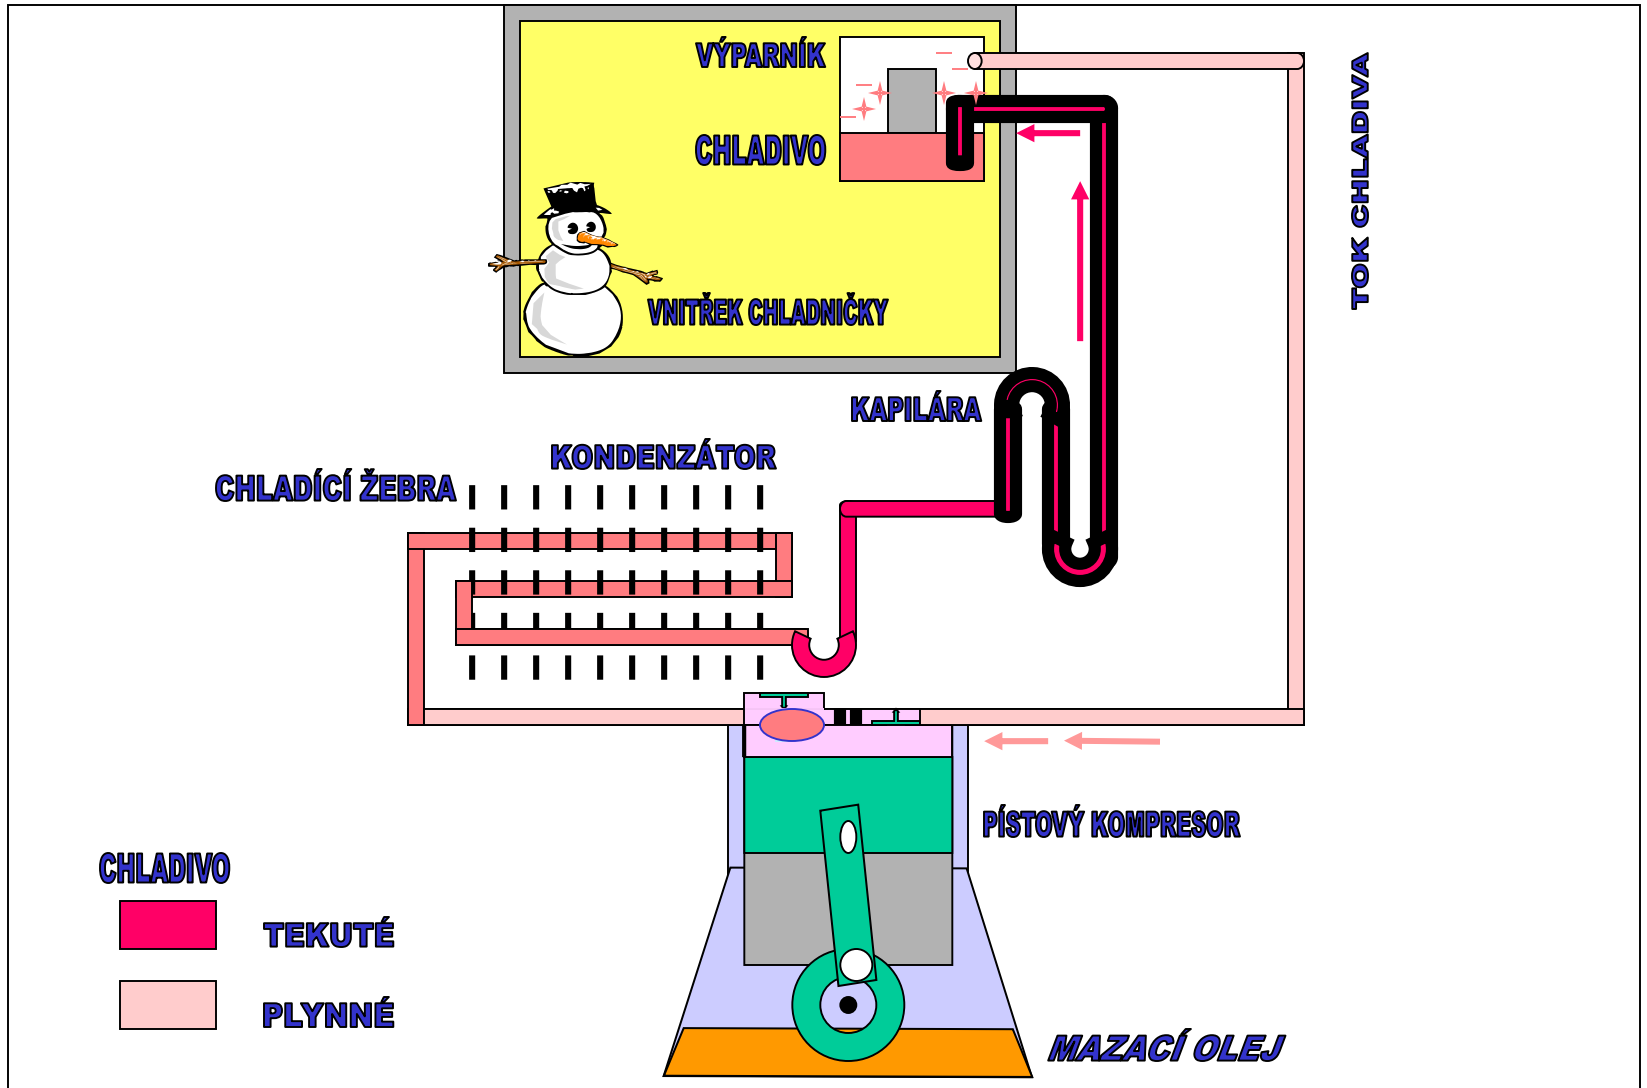 VÝPARNÍK
TOK CHLADIVA
CHLADIVO
VNITŘEK CHLADNIČKY
KAPILÁRA
KONDENZÁTOR
CHLADÍCÍ ŽEBRA
PÍSTOVÝ KOMPRESOR
CHLADIVO
TEKUTÉ
PLYNNÉ
MAZACÍ OLEJ